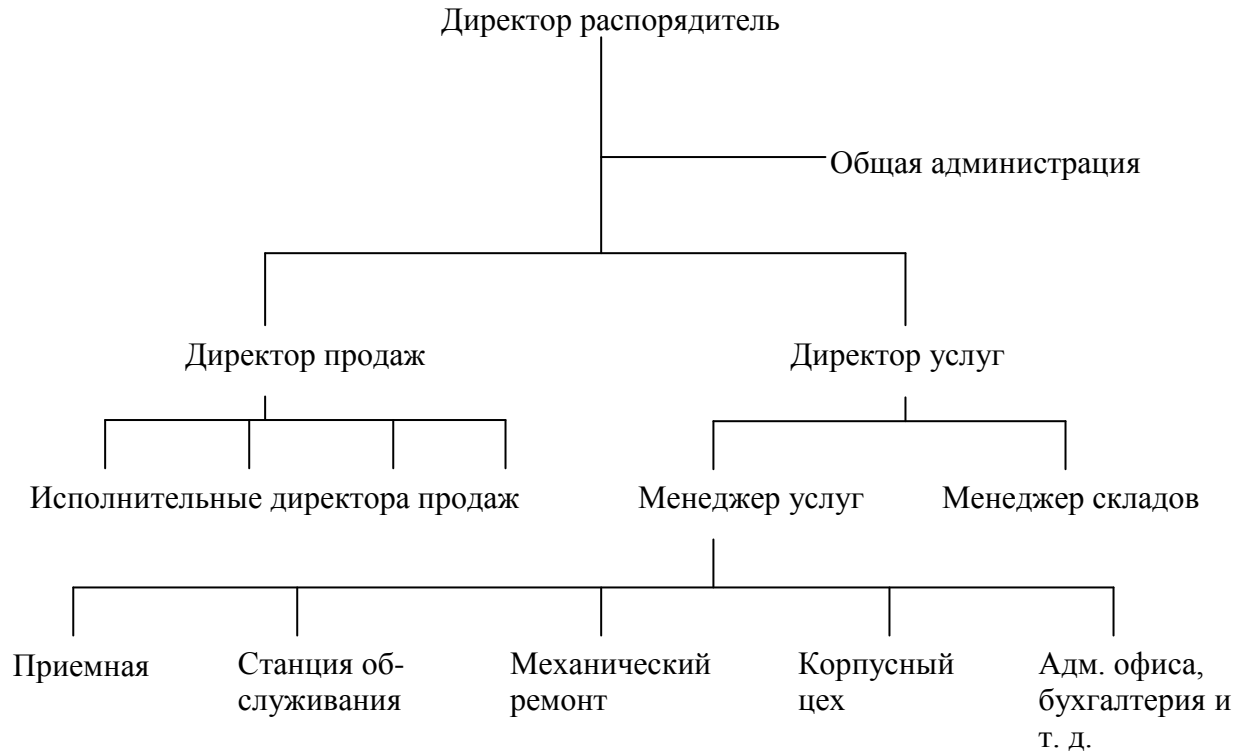 Директор распорядитель
Общая администрация
Директор продаж
Директор услуг
Исполнительные директора продаж
Менеджер услуг
Менеджер складов
Приемная
Станция об-
служивания
Механический
ремонт
Корпусный
цех
Адм. офиса,
бухгалтерия и
т. д.